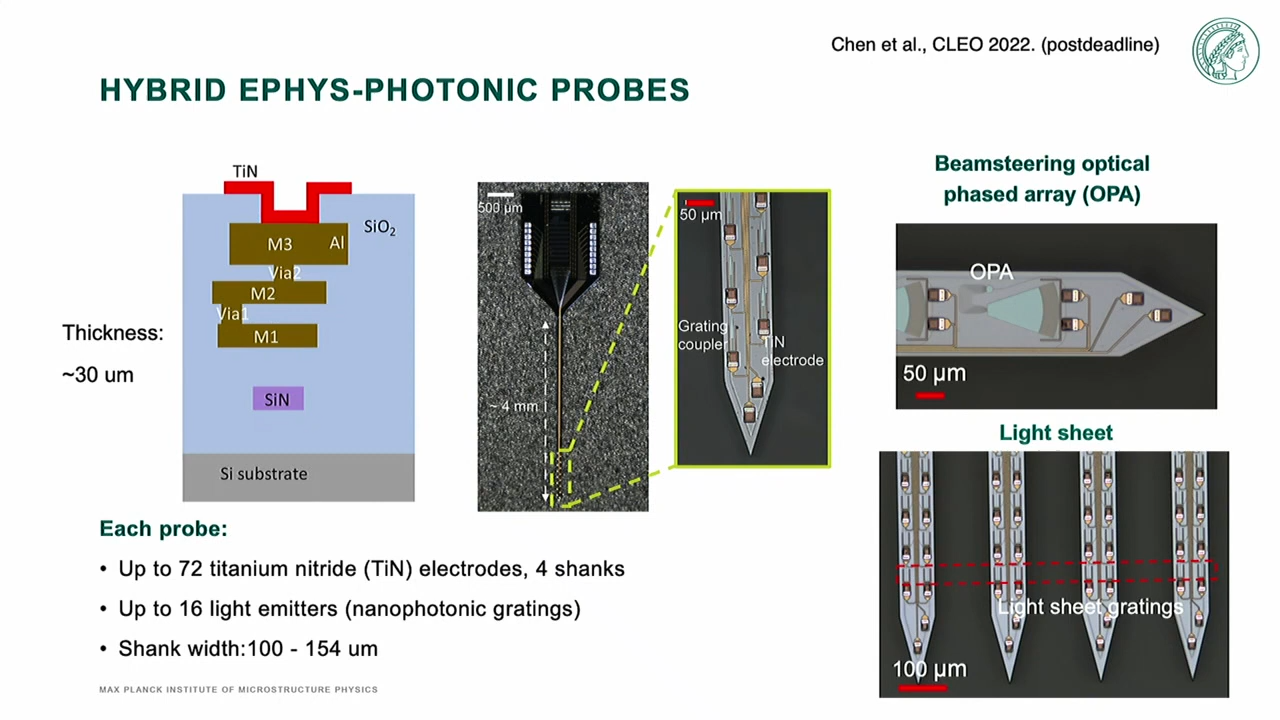 Chen et al., CLEO 2022. (postdeadline)
HYBRID EPHYS-PHOTONIC PROBES
TiN
SiO₂
M3
Al
Via2
M2
Via1
M1
SiN
Si substrate
Thickness:
~30 um
500 µm
~ 4 mm
50 µm
Grating
coupler
TiN
electrode
Beamsteering optical
phased array (OPA)
OPA
50 µm
Light sheet
Light sheet gratings
100 µm
Each probe:
• Up to 72 titanium nitride (TiN) electrodes, 4 shanks
• Up to 16 light emitters (nanophotonic gratings)
• Shank width:100 - 154 um
MAX PLANCK INSTITUTE OF MICROSTRUCTURE PHYSICS